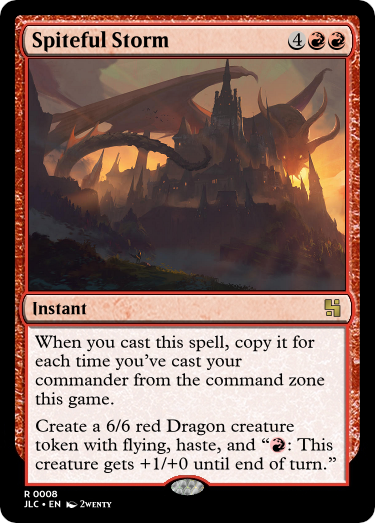 Spiteful Storm 4
Instant
When you cast this spell, copy it for
each time you’ve cast your
commander from the command zone
this game.
Create a 6/6 red Dragon creature
token with flying, haste, and “: This
creature gets +1/+0 until end of turn.”
R 0008
JLC • EN 2WENTY